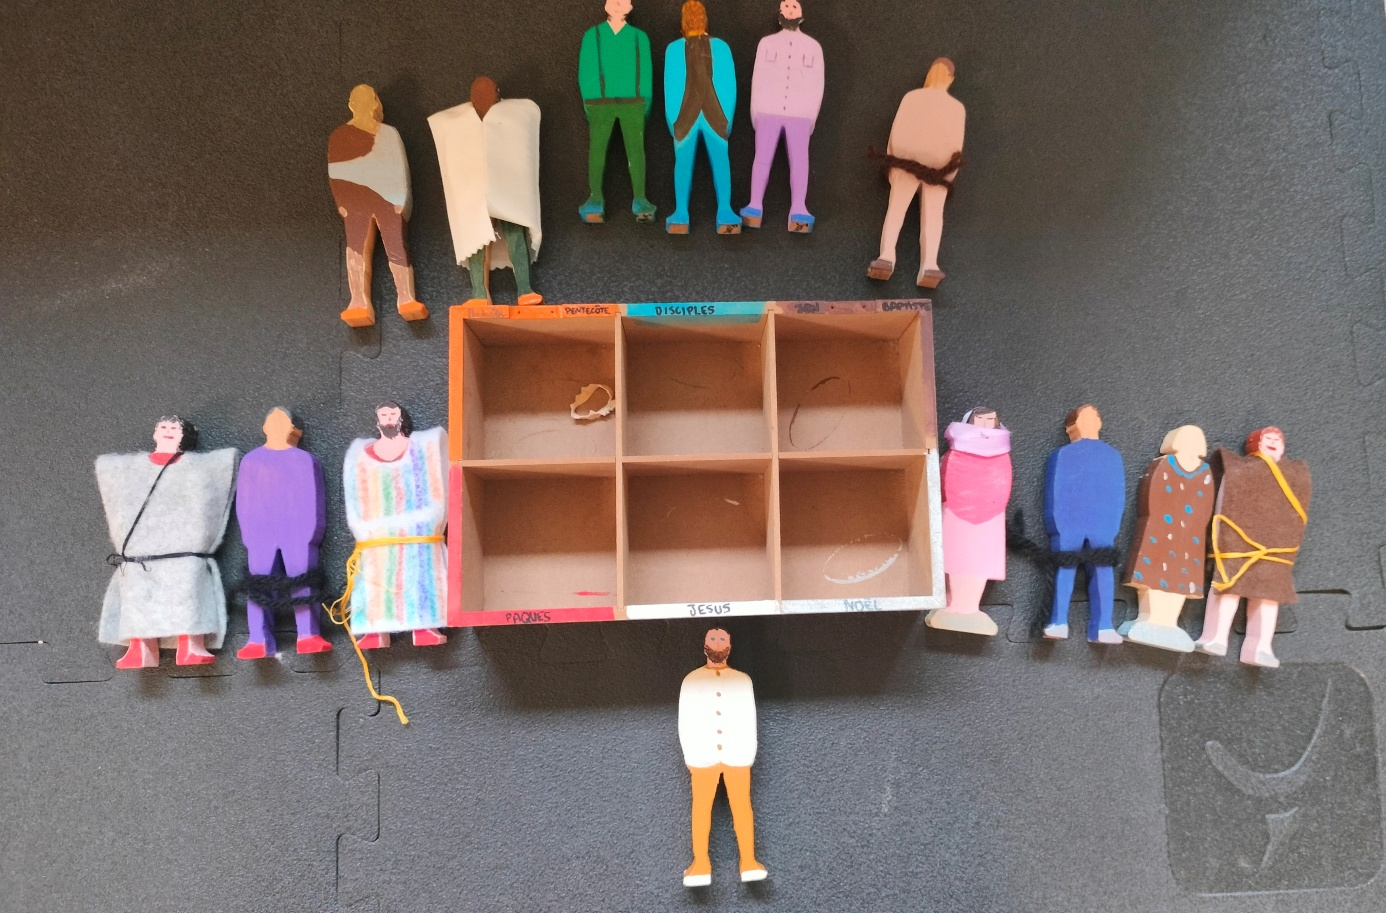 PENTECÔTE
DISCIPLES
BAPTISTE
PAQUES
JESUS
NOËL